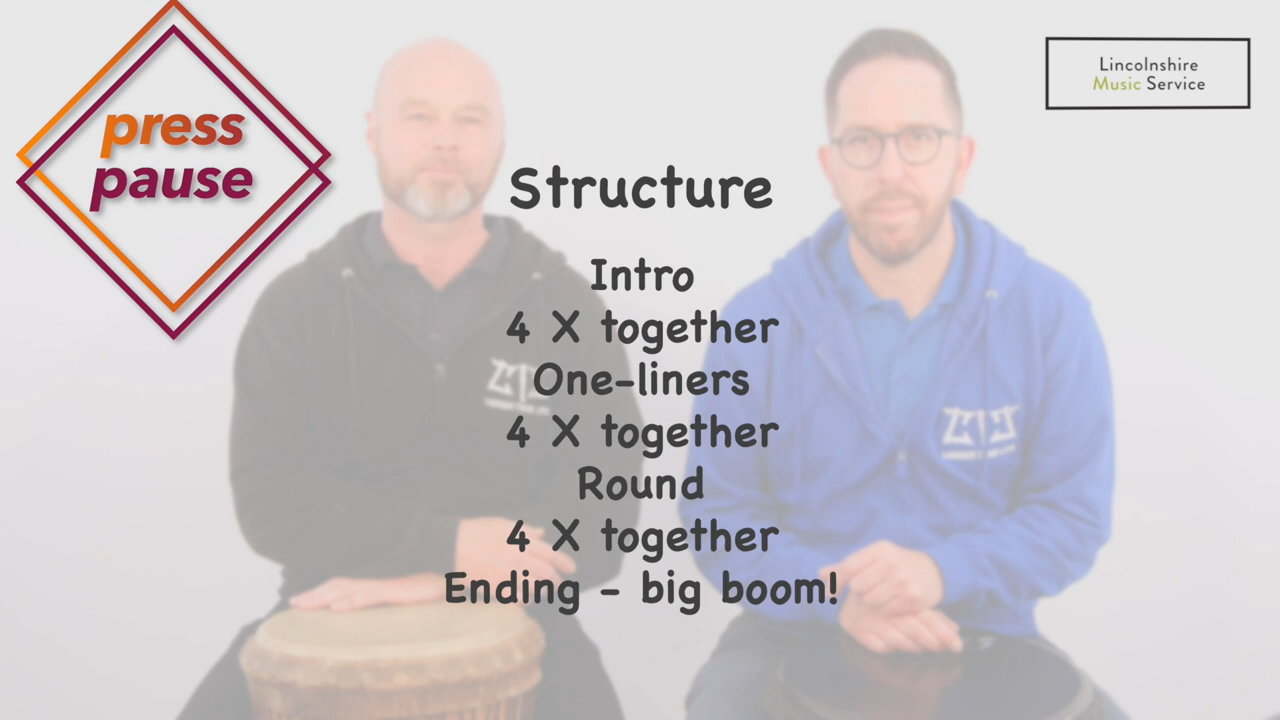 press
pause
Lincolnshire
Music Service
Structure
Intro
4 X together
One-liners
4 X together
Round
4 X together
Ending - big boom!